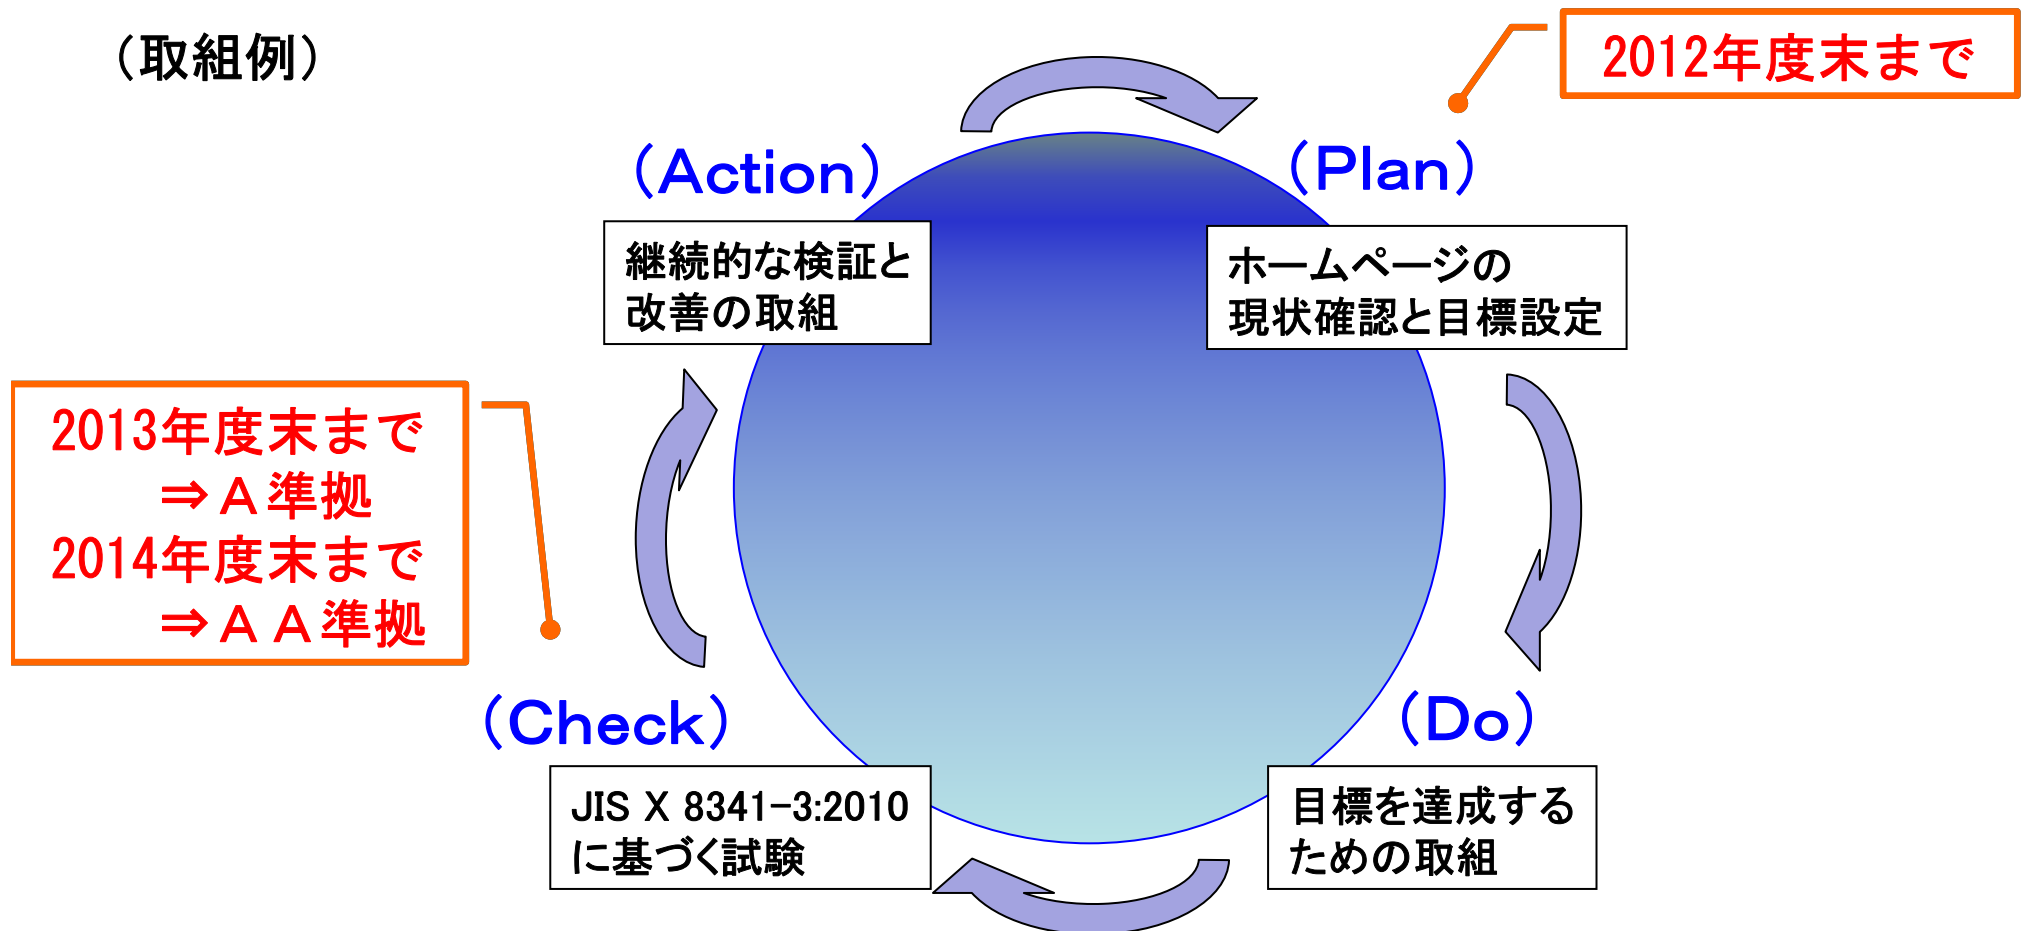 （取組例）
2012年度末まで
（Action）
（Plan）
継続的な検証と
改善の取組
ホームページの
現状確認と目標設定
2013年度末まで
⇒Ａ準拠
2014年度末まで
⇒ＡＡ準拠
（Check）
（Do）
JIS X 8341-3:2010
に基づく試験
目標を達成する
ための取組